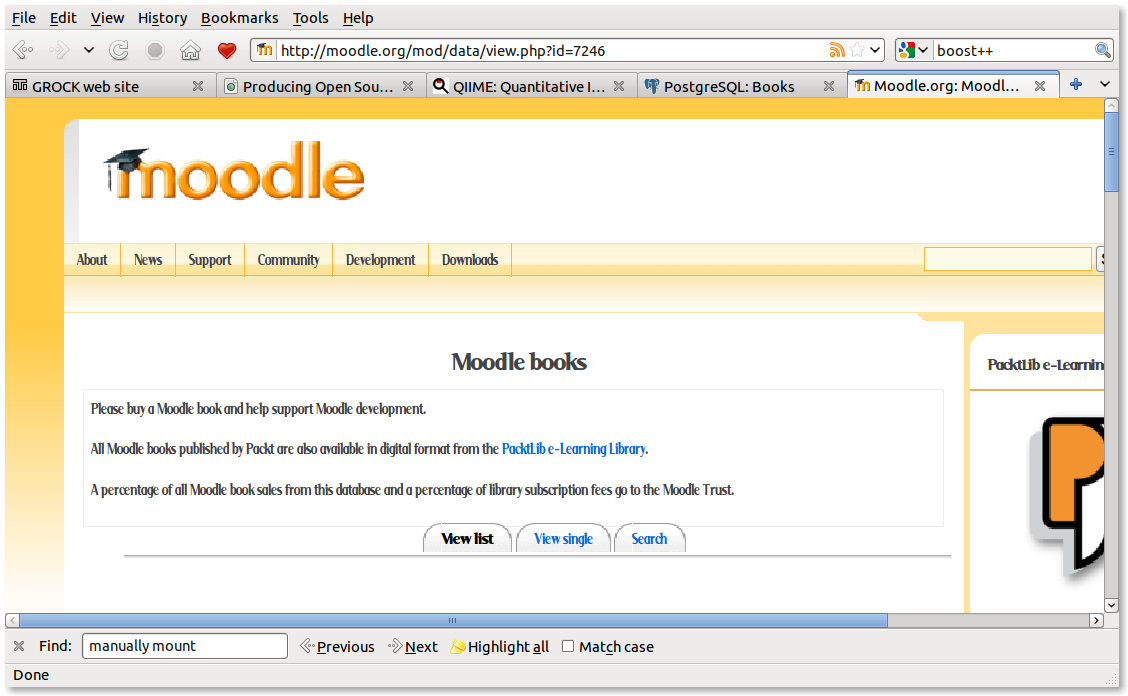 File Edit View History Bookmarks Tools Help
http://moodle.org/mod/data/view.php?id=7246 boost++
GROCK web site Producing Open Sou... QIIME: Quantitative I... PostgreSQL: Books Moodle.org: Moodl...
moodle
About News Support Community Development Downloads
Moodle books
PacktLib e-Learnin
Please buy a Moodle book and help support Moodle development.
All Moodle books published by Packt are also available in digital format from the PacktLib e-Learning Library.
A percentage of all Moodle book sales from this database and a percentage of library subscription fees go to the Moodle Trust.
View list View single Search
Find: manually mount Previous Next Highlight all Match case
Done